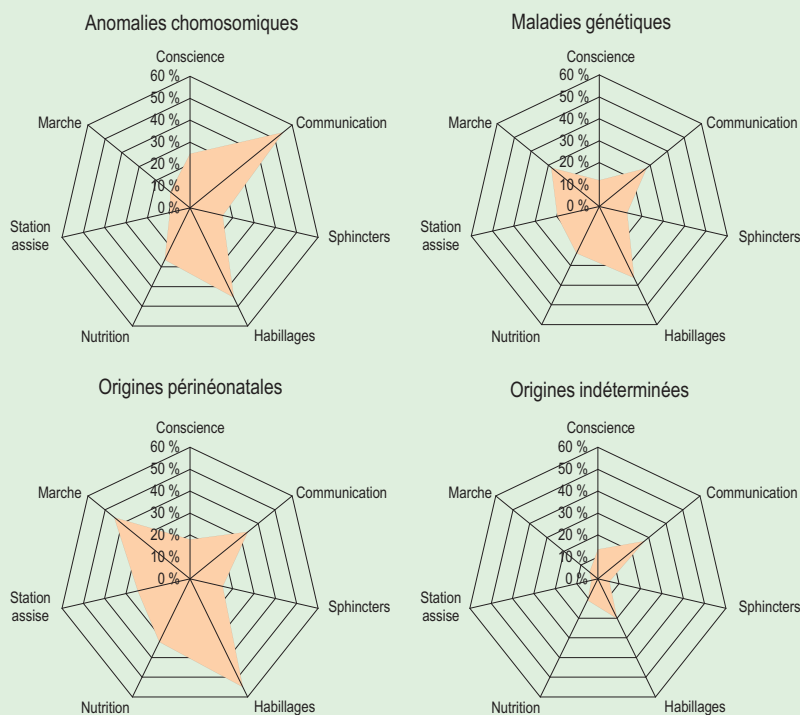 Anomalies chomosomiques
Conscience
60 %
50 %
40 %
30 %
20 %
10 %
0 %
Communication
Sphincters
Habillages
Nutrition
Station
assise
Marche
Maladies génétiques
Conscience
60 %
50 %
40 %
30 %
20 %
10 %
0 %
Communication
Sphincters
Habillages
Nutrition
Station
assise
Marche
Origines périnéonatales
Conscience
60 %
50 %
40 %
30 %
20 %
10 %
0 %
Communication
Sphincters
Habillages
Nutrition
Station
assise
Marche
Origines indéterminées
Conscience
60 %
50 %
40 %
30 %
20 %
10 %
0 %
Communication
Sphincters
Habillages
Nutrition
Station
assise
Marche